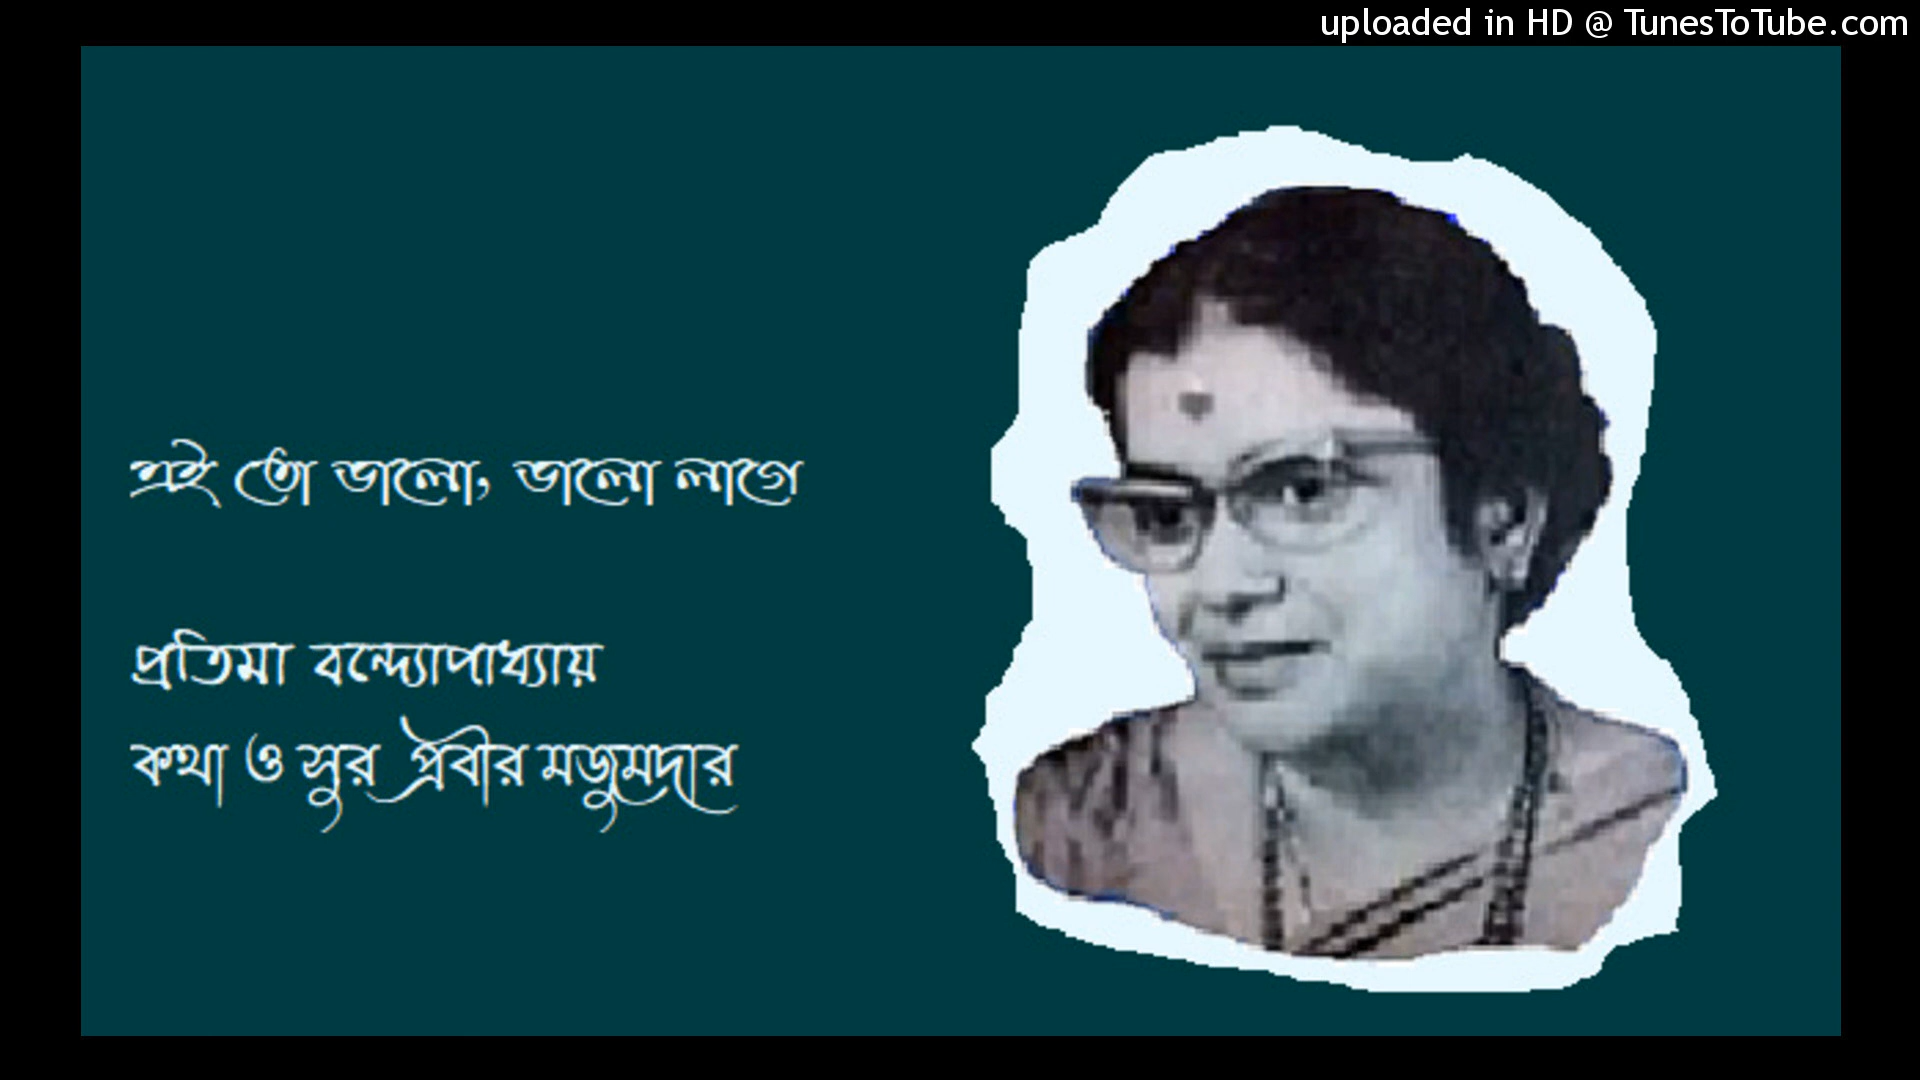 uploaded in HD @ TunesToTube.com
এই তো ভালো, ভালো লাগে
প্রতিমা বন্দ্যোপাধ্যায়
কথা ও সুর প্রবীর মজুমদার